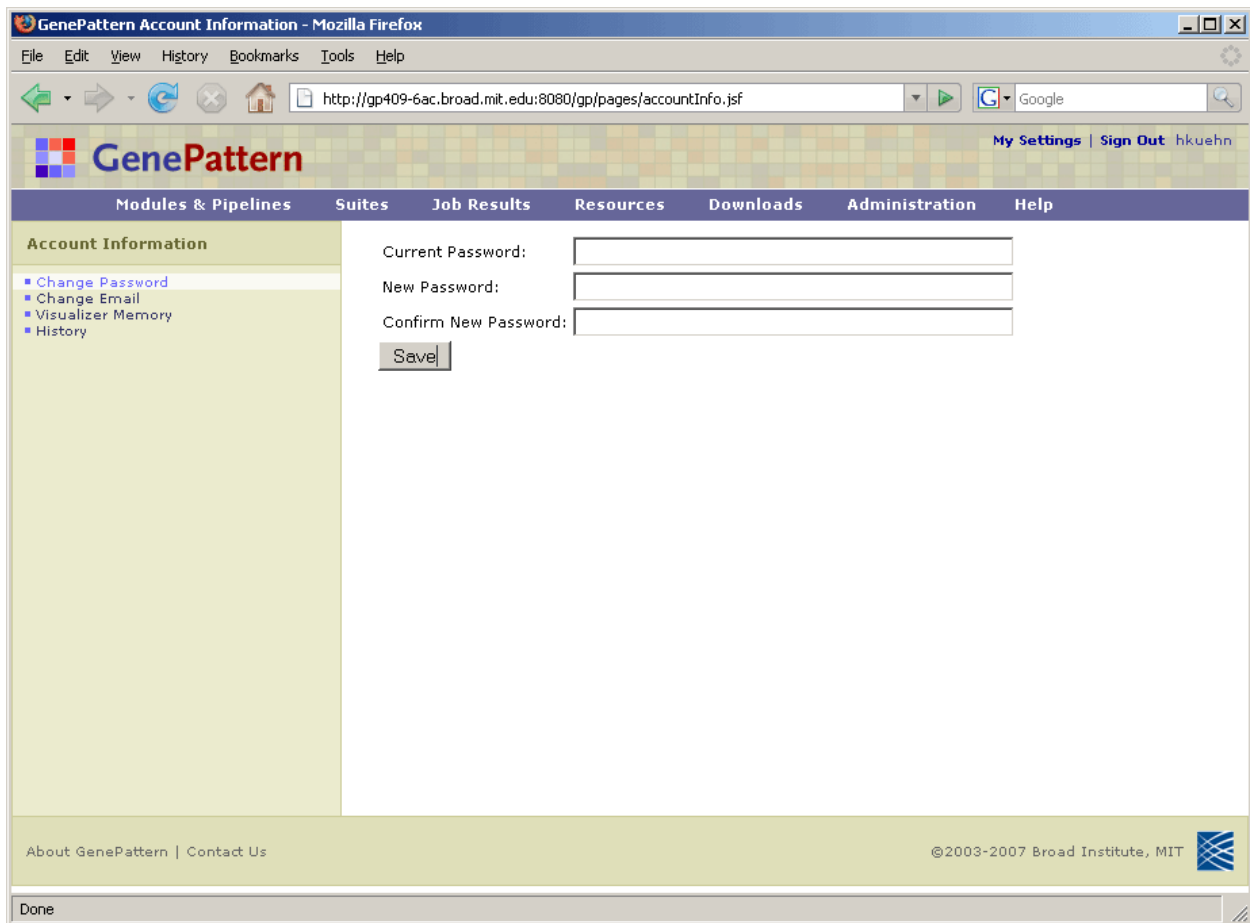 GenePattern Account Information - Mozilla Firefox
File Edit View History Bookmarks Tools Help
http://gp409-6ac.broad.mit.edu:8080/gp/pages/accountInfo.jsf G Google
My Settings | Sign Out hkuehn
GenePattern
Modules & Pipelines Suites Job Results Resources Downloads Administration Help
Account Information
Change Password
Change Email
Visualizer Memory
History
Current Password:
New Password:
Confirm New Password:
Save
About GenePattern | Contact Us ©2003-2007 Broad Institute, MIT
Done